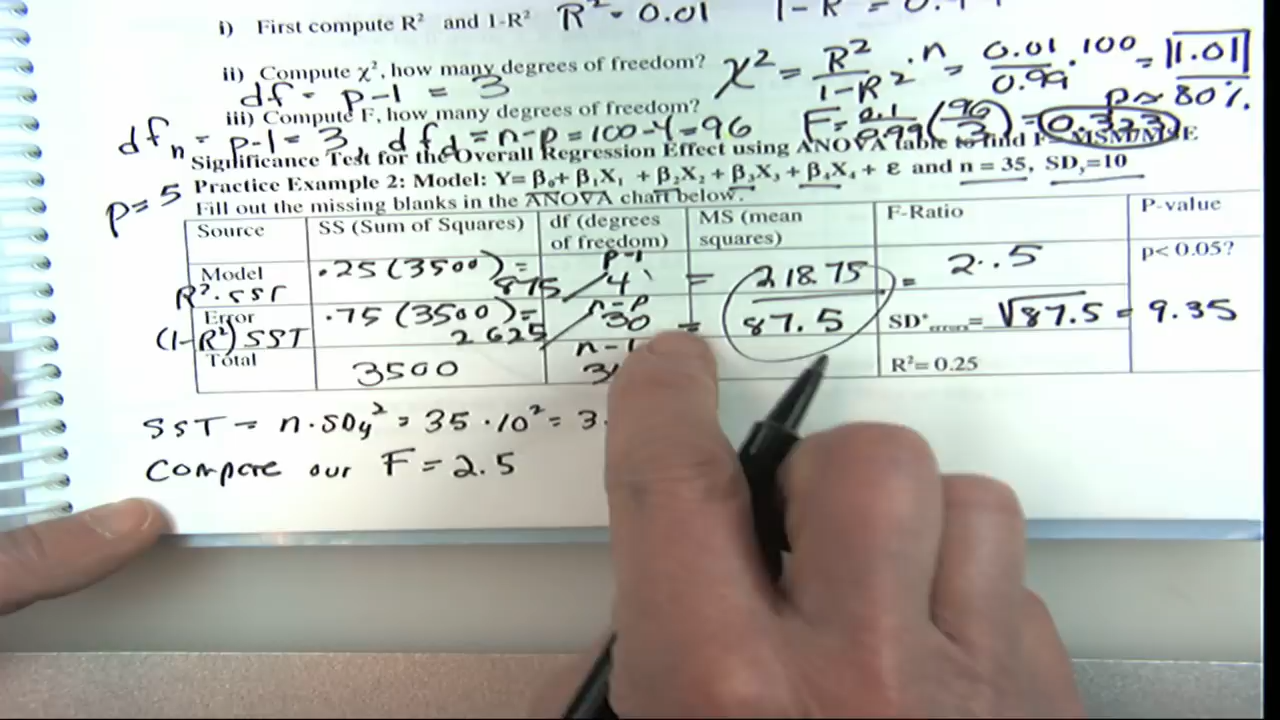 i) First compute R² and 1-R² R² = 0.01
ii) Compute χ², how many degrees of freedom? χ² = R²/1-R² · n = 0.01/0.99 · 100 = 1.01
df = p-1 = 3 p ≈ 80%
iii) Compute F, how many degrees of freedom? F = 0.1/0.99 (96/3) = 0.323
dfn = p-1 = 3, dfd = n-p = 100-4 = 96
Significance Test for the Overall Regression Effect using ANOVA table to find F= MSM/MSE
p = 5 Practice Example 2: Model: Y= β₀+ β₁X₁ + β₂X₂ + β₃X₃ + β₄X₄ + ε and n = 35, SDy=10
Fill out the missing blanks in the ANOVA chart below.
Source SS (Sum of Squares) df (degrees of freedom) MS (mean squares) F-Ratio P-value
Model R²·SST .25(3500) = 875 p-1 4 = 218.75 = 2.5 p< 0.05?
Error (1-R²)SST .75(3500) = 2625 n-p 30 = 87.5 = √87.5 = 9.35
Total 3500 n-1 R²= 0.25
SST = n·SDy² = 35·10² = 3
Compare our F = 2.5